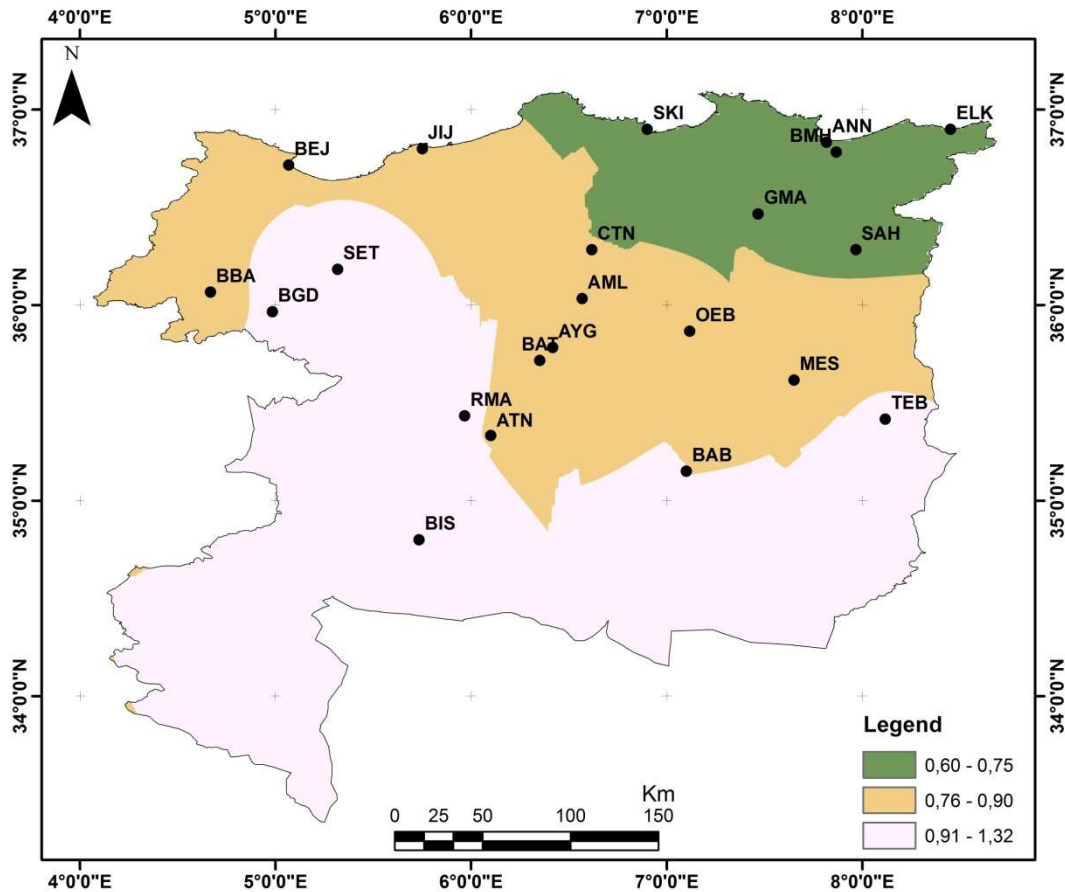 4°0'0"E 5°0'0"E 6°0'0"E 7°0'0"E 8°0'0"E
N
37°0'0"N
37°0'0"N
SKI
ANN
ELK
BMH
JIJ
BEJ
GMA
CTN
SAH
SET
BBA
BGD
AML
36°0'0"N
36°0'0"N
OEB
AYG
BAT
MES
RMA
ATN
TEB
BAB
35°0'0"N
35°0'0"N
BIS
34°0'0"N
34°0'0"N
Legend
0,60 - 0,75
0,76 - 0,90
0,91 - 1,32
Km
0 25 50 100 150
4°0'0"E 5°0'0"E 6°0'0"E 7°0'0"E 8°0'0"E